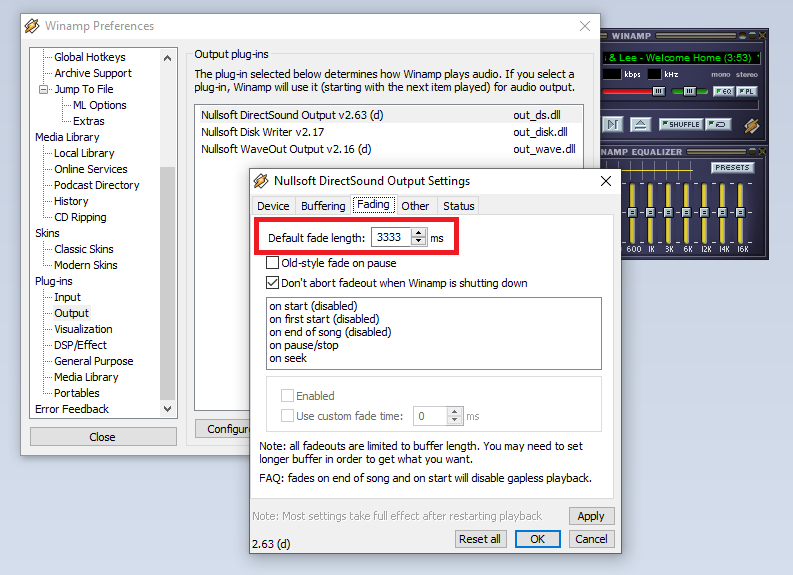 Winamp Preferences
Global Hotkeys
Archive Support
Jump To File
ML Options
Extras
Media Library
Local Library
Online Services
Podcast Directory
History
CD Ripping
Skins
Classic Skins
Modern Skins
Plug-ins
Input
Output
Visualization
DSP/Effect
General Purpose
Media Library
Portables
Error Feedback
Close
Output plug-ins
The plug-in selected below determines how Winamp plays audio. If you select a
plug-in, Winamp will use it (starting with the next item played) for audio output.
Nullsoft DirectSound Output v2.63 (d) out_ds.dll
Nullsoft Disk Writer v2.17 out_disk.dll
Nullsoft WaveOut Output v2.16 (d) out_wave.dll
Configure
Nullsoft DirectSound Output Settings
Device Buffering Fading Other Status
Default fade length: 3333 ms
Old-style fade on pause
Don't abort fadeout when Winamp is shutting down
on start (disabled)
on first start (disabled)
on end of song (disabled)
on pause/stop
on seek
Enabled
Use custom fade time: 0 ms
Note: all fadeouts are limited to buffer length. You may need to set
longer buffer in order to get what you want.
FAQ: fades on end of song and on start will disable gapless playback.
Note: Most settings take full effect after restarting playback
Apply
2.63 (d)
Reset all OK Cancel
WINAMP
& Lee - Welcome Home (3:53) *
kbps kHz mono stereo
EQ PL
SHUFFLE
NAMP EQUALIZER
PRESETS
600 1K 3K 6K 12K 14K 16K